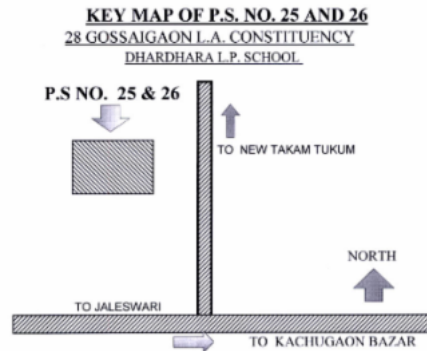 KEY MAP OF P.S. NO. 25 AND 26
28 GOSSAIGAON L.A. CONSTITUENCY
DHARDHARA L.P. SCHOOL
P.S NO. 25 & 26
TO NEW TAKAM TUKUM
NORTH
TO JALESWARI
TO KACHUGAON BAZAR